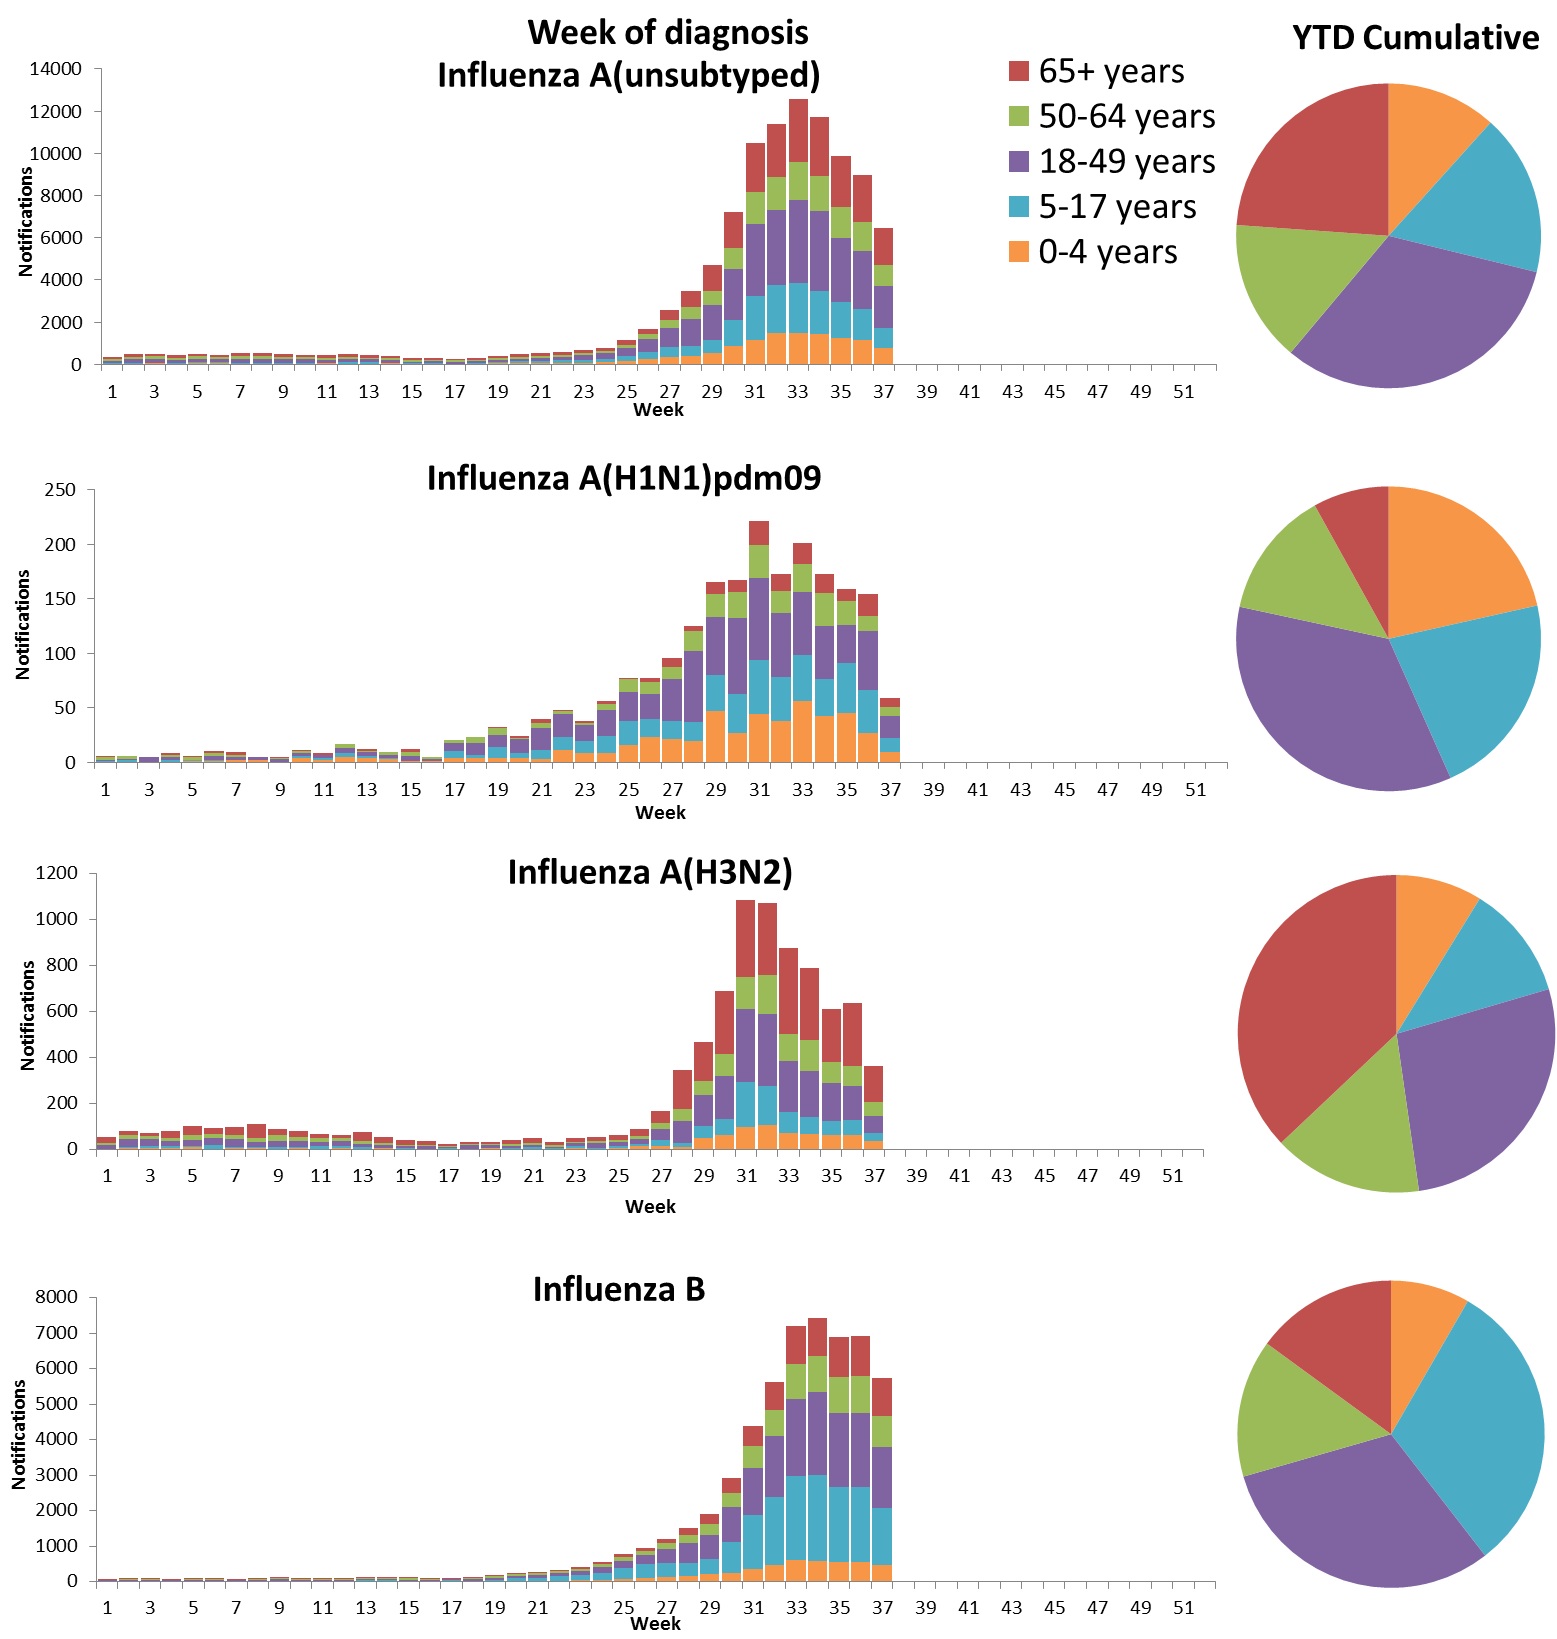 Week of diagnosis
YTD Cumulative
Influenza A(unsubtyped)
65+ years
50-64 years
18-49 years
5-17 years
0-4 years
Notifications
14000
12000
10000
8000
6000
4000
2000
0
1 3 5 7 9 11 13 15 17 19 21 23 25 27 29 31 33 35 37 39 41 43 45 47 49 51
Week
Influenza A(H1N1)pdm09
Notifications
250
200
150
100
50
0
1 3 5 7 9 11 13 15 17 19 21 23 25 27 29 31 33 35 37 39 41 43 45 47 49 51
Week
Influenza A(H3N2)
Notifications
1200
1000
800
600
400
200
0
1 3 5 7 9 11 13 15 17 19 21 23 25 27 29 31 33 35 37 39 41 43 45 47 49 51
Week
Influenza B
Notifications
8000
7000
6000
5000
4000
3000
2000
1000
0
1 3 5 7 9 11 13 15 17 19 21 23 25 27 29 31 33 35 37 39 41 43 45 47 49 51
Week